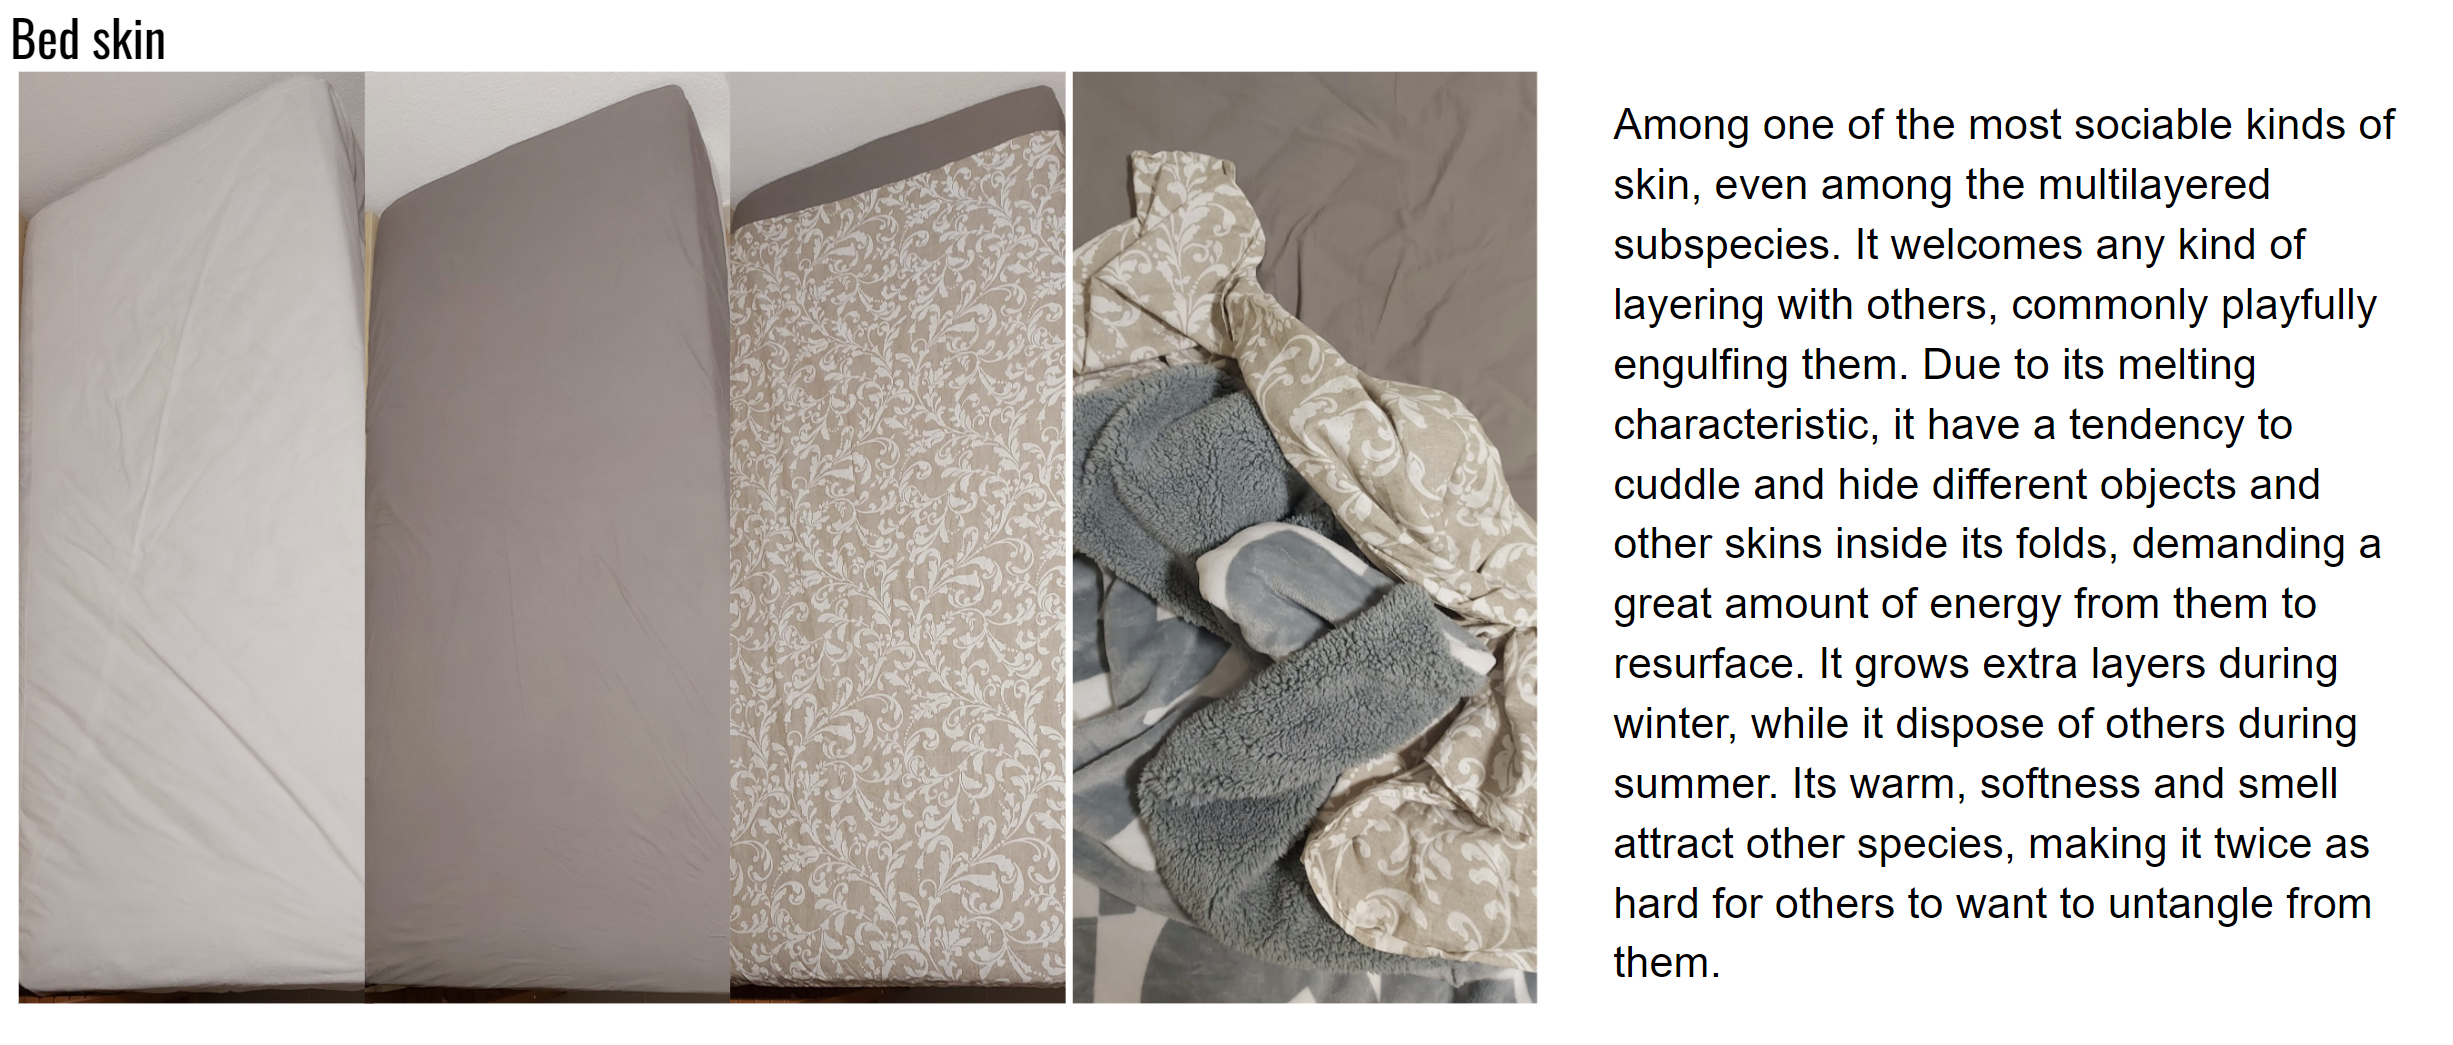 Bed skin
Among one of the most sociable kinds of
skin, even among the multilayered
subspecies. It welcomes any kind of
layering with others, commonly playfully
engulfing them. Due to its melting
characteristic, it have a tendency to
cuddle and hide different objects and
other skins inside its folds, demanding a
great amount of energy from them to
resurface. It grows extra layers during
winter, while it dispose of others during
summer. Its warm, softness and smell
attract other species, making it twice as
hard for others to want to untangle from
them.